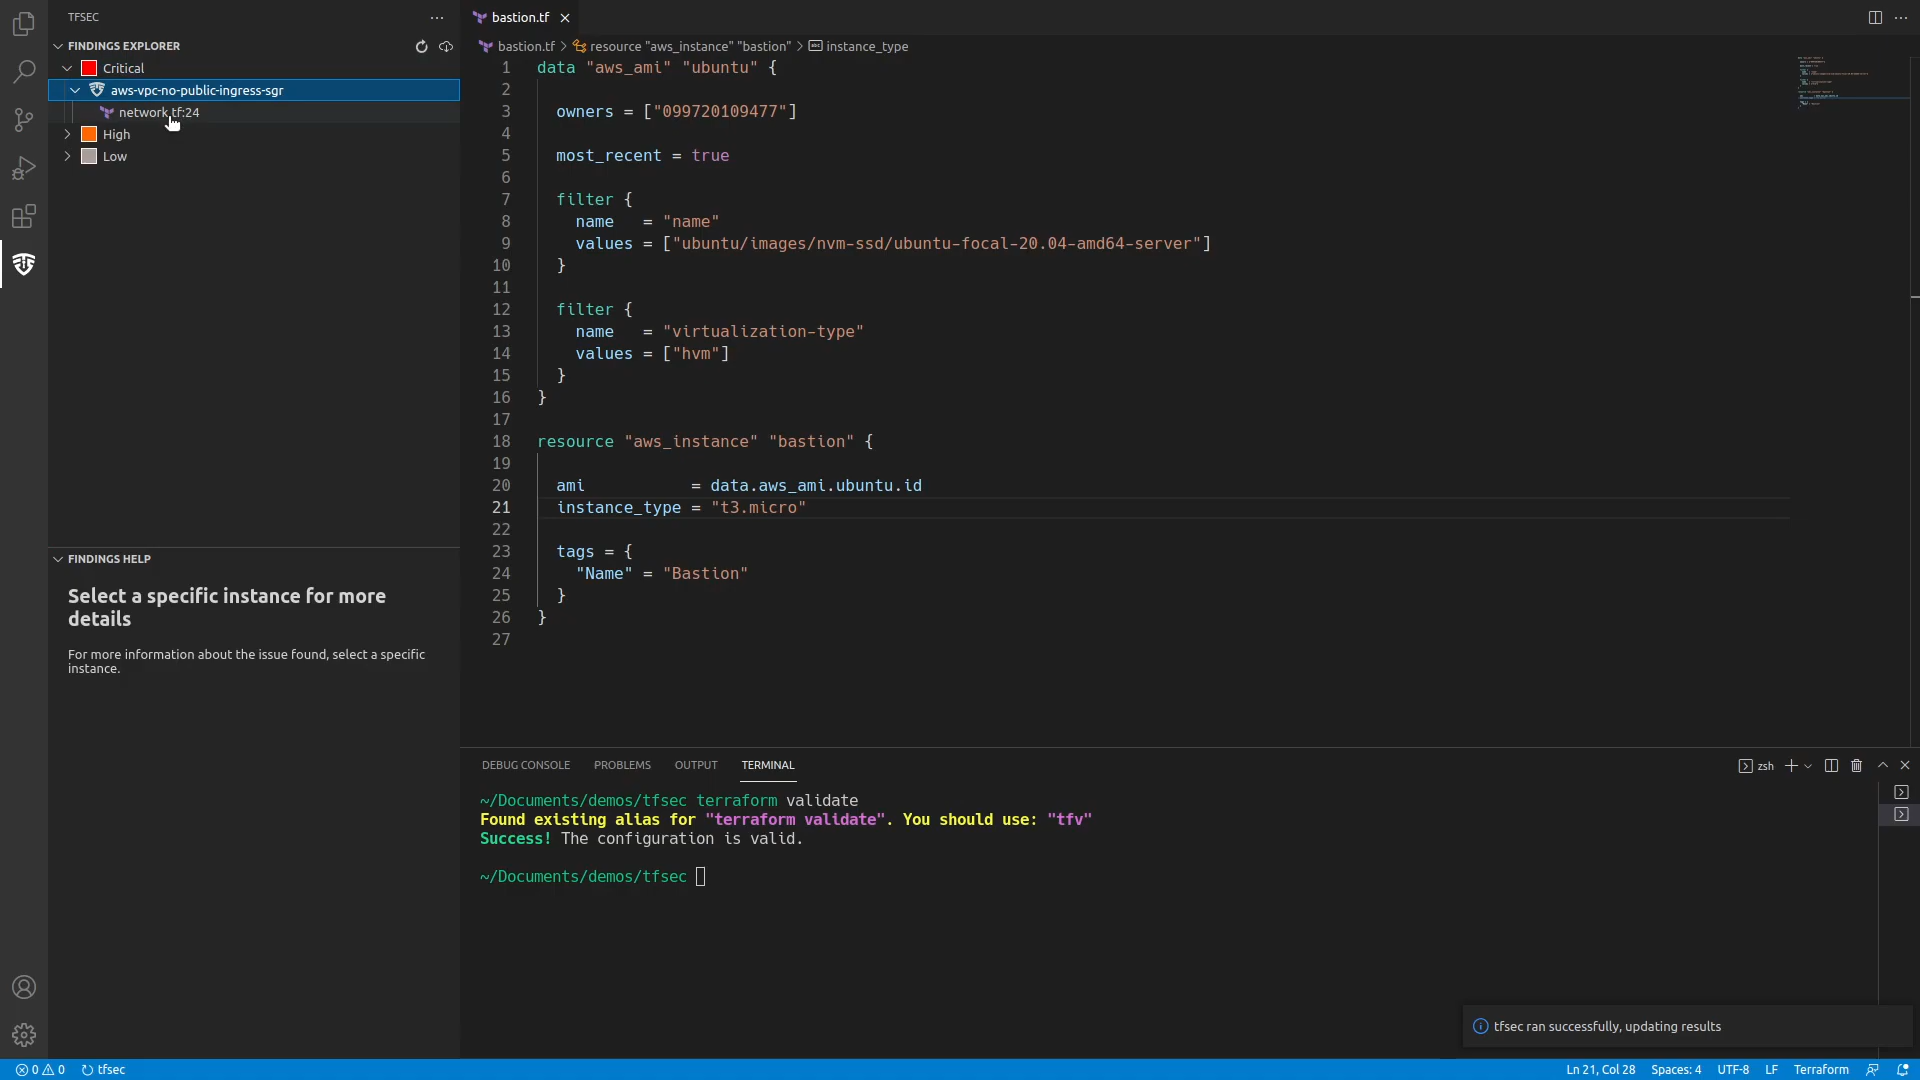 TFSEC
FINDINGS EXPLORER
Critical
aws-vpc-no-public-ingress-sgr
network.tf:24
High
Low
FINDINGS HELP
Select a specific instance for more
details
For more information about the issue found, select a specific
instance.
bastion.tf
bastion.tf > resource "aws_instance" "bastion" > instance_type
1 data "aws_ami" "ubuntu" {
2
3 owners = ["099720109477"]
4
5 most_recent = true
6
7 filter {
8 name = "name"
9 values = ["ubuntu/images/nvm-ssd/ubuntu-focal-20.04-amd64-server"]
10 }
11
12 filter {
13 name = "virtualization-type"
14 values = ["hvm"]
15 }
16 }
17
18 resource "aws_instance" "bastion" {
19
20 ami = data.aws_ami.ubuntu.id
21 instance_type = "t3.micro"
22
23 tags = {
24 "Name" = "Bastion"
25 }
26 }
27
DEBUG CONSOLE PROBLEMS OUTPUT TERMINAL
zsh
~/Documents/demos/tfsec terraform validate
Found existing alias for "terraform validate". You should use: "tfv"
Success! The configuration is valid.
~/Documents/demos/tfsec
tfsec ran successfully, updating results
0 0 tfsec
Ln 21, Col 28 Spaces: 4 UTF-8 LF Terraform